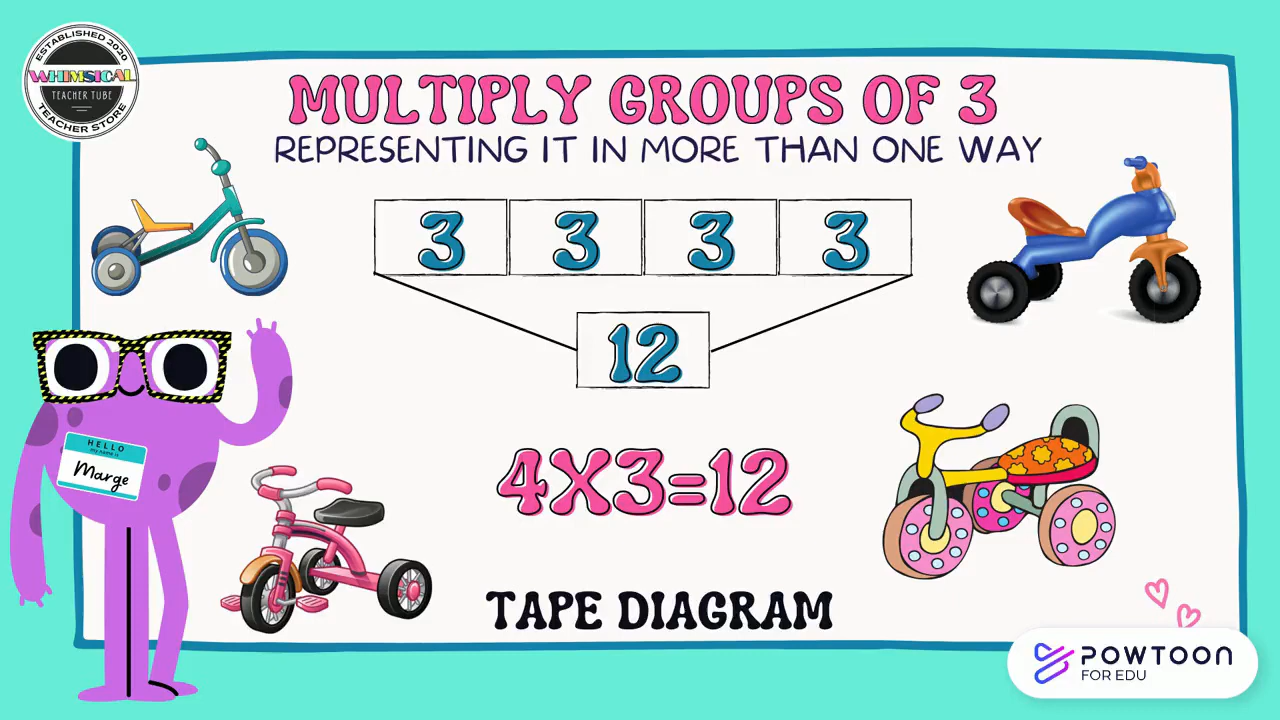 ESTABLISHED 2020
WHIMSICAL
TEACHER TUBE
TEACHER STORE
MULTIPLY GROUPS OF 3
REPRESENTING IT IN MORE THAN ONE WAY
3 3 3 3
12
HELLO
my name is
Marge
4X3=12
TAPE DIAGRAM
POWTOON
FOR EDU